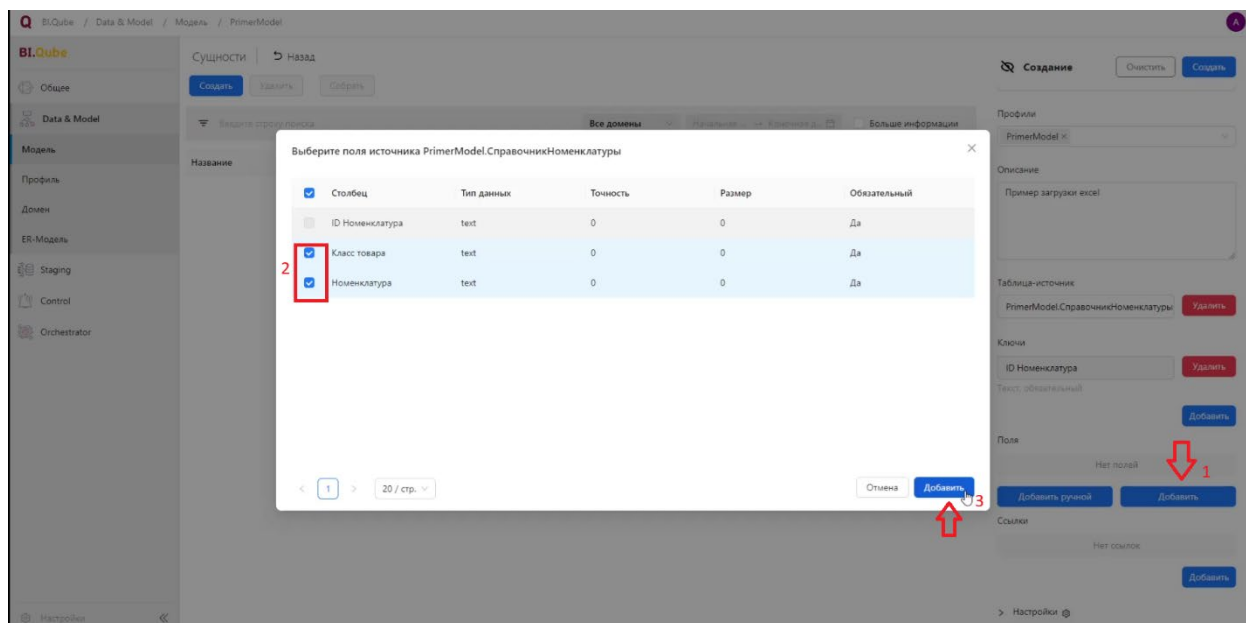 Q BI.Qube / Data & Model / Модель / PrimerModel A
BI.Qube
Общее
Data & Model
Модель
Профиль
Домен
ER-Модель
Staging
Control
Orchestrator
Настройки
Сущности Назад
Создать Удалить Собрать
Введите строку поиска Все домены Больше информации
Название
Выберите поля источника PrimerModel.СправочникНоменклатуры
Столбец Тип данных Точность Размер Обязательный
ID Номенклатура text 0 0 Да
Класс товара text 0 0 Да
2
Номенклатура text 0 0 Да
1 20 / стр. Отмена Добавить
3
Создание Очистить Создать
Профили
PrimerModel
Описание
Пример загрузки excel
Таблица-источник
PrimerModel.СправочникНоменклатуры Удалить
Ключи
ID Номенклатура Удалить
Текст, обязательный
Добавить
Поля
Нет полей
1
Добавить ручной Добавить
Ссылки
Нет ссылок
Добавить
Настройки